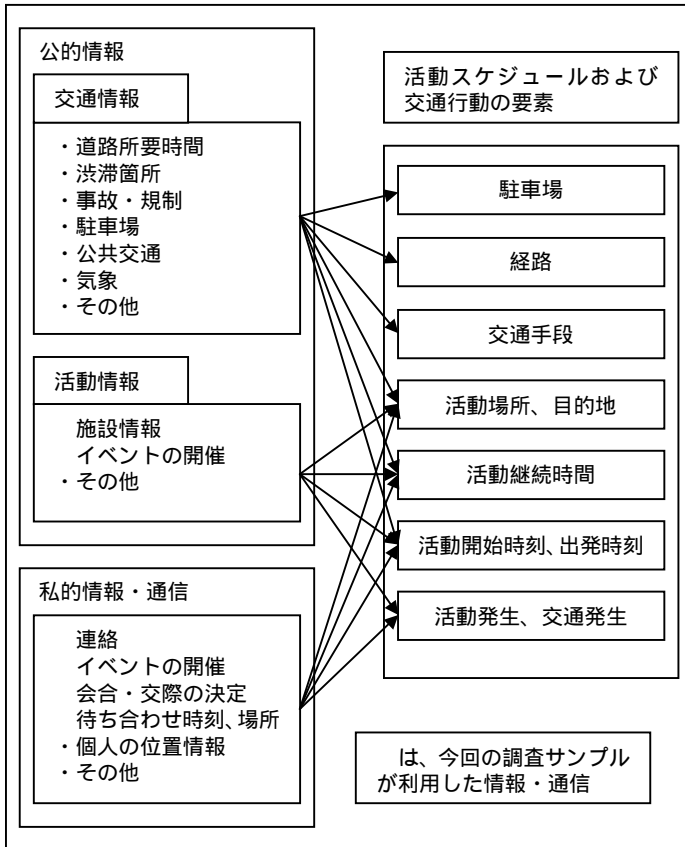 公的情報
交通情報
・道路所要時間
・渋滞箇所
・事故・規制
・駐車場
・公共交通
・気象
・その他
活動情報
施設情報
イベントの開催
・その他
私的情報・通信
連絡
イベントの開催
会合・交際の決定
待ち合わせ時刻、場所
・個人の位置情報
・その他
活動スケジュールおよび
交通行動の要素
駐車場
経路
交通手段
活動場所、目的地
活動継続時間
活動開始時刻、出発時刻
活動発生、交通発生
は、今回の調査サンプル
が利用した情報・通信